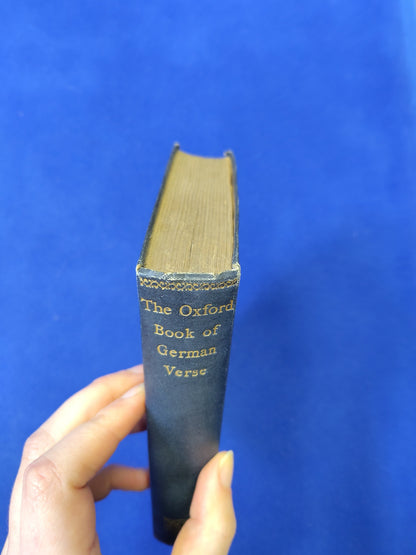 The Oxford
Book of
German
Verse